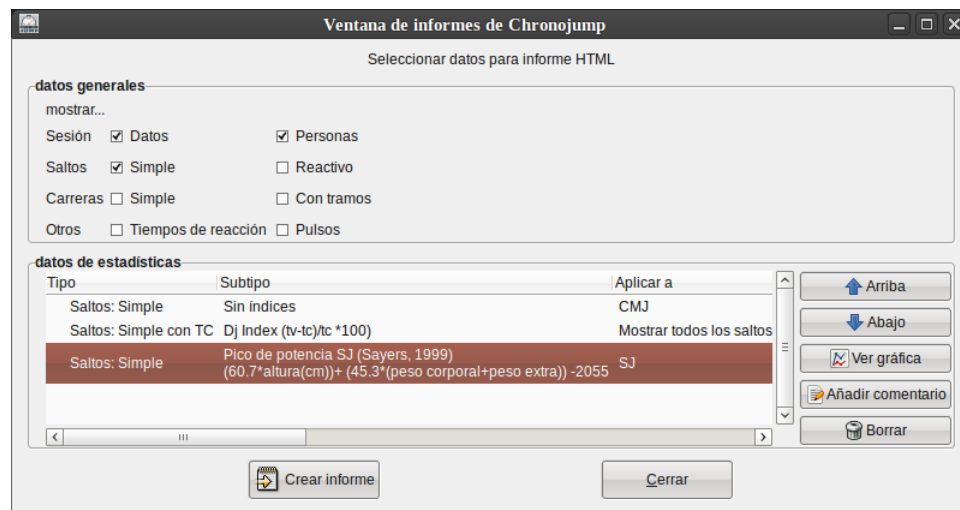 Ventana de informes de Chronojump
Seleccionar datos para informe HTML
datos generales
mostrar...
Sesión Datos Personas
Saltos Simple Reactivo
Carreras Simple Con tramos
Otros Tiempos de reacción Pulsos
datos de estadísticas
Tipo Subtipo Aplicar a
Saltos: Simple Sin índices CMJ
Saltos: Simple con TC Dj Index (tv-tc)/tc *100) Mostrar todos los saltos
Saltos: Simple Pico de potencia SJ (Sayers, 1999) SJ
(60.7*altura(cm))+ (45.3*(peso corporal+peso extra)) -2055
Arriba
Abajo
Ver gráfica
Añadir comentario
Borrar
Crear informe Cerrar